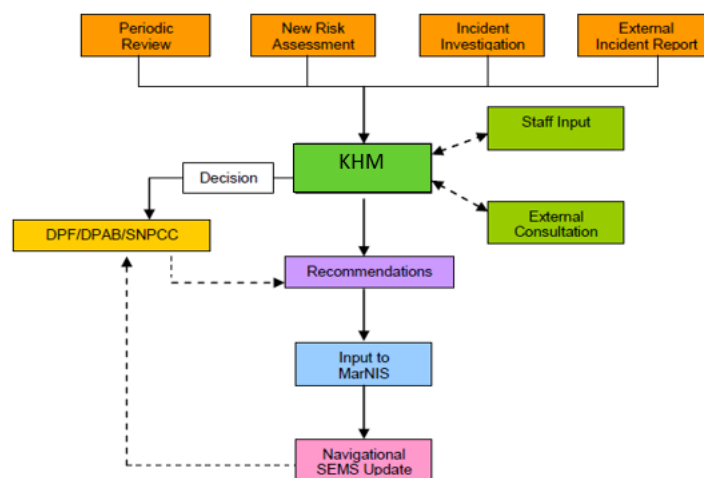 Periodic
Review
New Risk
Assessment
Incident
Investigation
External
Incident Report
Staff Input
KHM
Decision
External
Consultation
DPF/DPAB/SNPCC
Recommendations
Input to
MarNIS
Navigational
SEMS Update